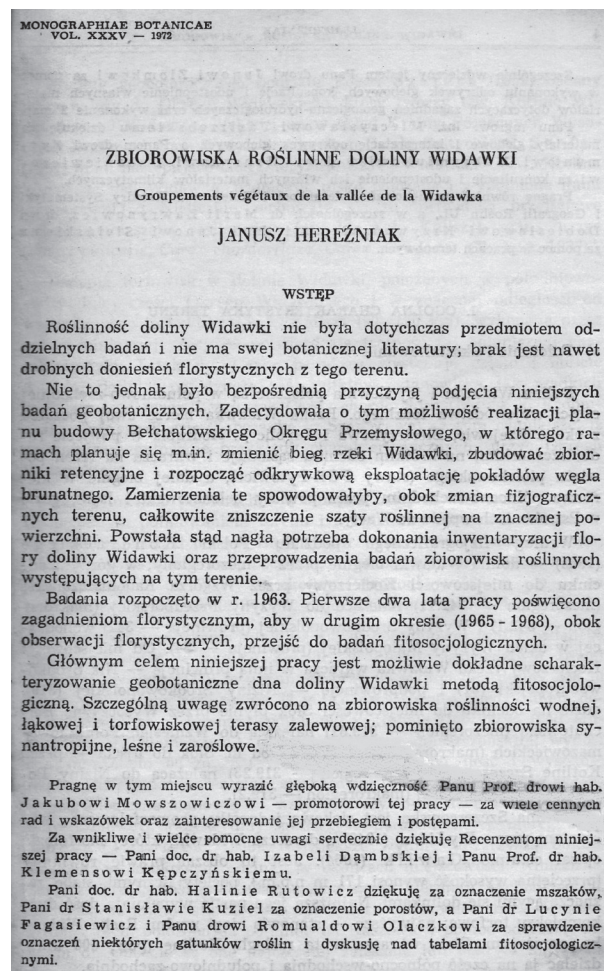 MONOGRAPHIAE BOTANICAE
VOL. XXXV — 1972
ZBIOROWISKA ROŚLINNE DOLINY WIDAWKI
Groupements végétaux de la vallée de la Widawka
JANUSZ HEREŹNIAK
WSTĘP
Roślinność doliny Widawki nie była dotychczas przedmiotem od-
dzielnych badań i nie ma swej botanicznej literatury; brak jest nawet
drobnych doniesień florystycznych z tego terenu.
Nie to jednak było bezpośrednią przyczyną podjęcia niniejszych
badań geobotanicznych. Zadecydowała o tym możliwość realizacji pla-
nu budowy Bełchatowskiego Okręgu Przemysłowego, w którego ra-
mach planuje się m.in. zmienić bieg rzeki Widawki, zbudować zbior-
niki retencyjne i rozpocząć odkrywkową eksploatację pokładów węgla
brunatnego. Zamierzenia te spowodowałyby, obok zmian fizjograficz-
nych terenu, całkowite zniszczenie szaty roślinnej na znacznej po-
wierzchni. Powstała stąd nagła potrzeba dokonania inwentaryzacji flo-
ry doliny Widawki oraz przeprowadzenia badań zbiorowisk roślinnych
występujących na tym terenie.
Badania rozpoczęto w r. 1963. Pierwsze dwa lata pracy poświęcono
zagadnieniom florystycznym, aby w drugim okresie (1965 - 1968), obok
obserwacji florystycznych, przejść do badań fitosocjologicznych.
Głównym celem niniejszej pracy jest możliwie dokładne scharak-
teryzowanie geobotaniczne dna doliny Widawki metodą fitosocjolo-
giczną. Szczególną uwagę zwrócono na zbiorowiska roślinności wodnej,
łąkowej i torfowiskowej terasy zalewowej; pominięto zbiorowiska sy-
nantropijne, leśne i zaroślowe.
Pragnę w tym miejscu wyrazić głęboką wdzięczność Panu Prof. drowi hab.
Jakubowi Mowszowiczowi — promotorowi tej pracy — za wiele cennych
rad i wskazówek oraz zainteresowanie jej przebiegiem i postępami.
Za wnikliwe i wielce pomocne uwagi serdecznie dziękuję Recenzentom niniej-
szej pracy — Pani doc. dr hab. Izabeli Dąmbskiej i Panu Prof. dr hab.
Klemensowi Kępczyńskiemu.
Pani doc. dr hab. Halinie Rutowicz dziękuję za oznaczenie mszaków,
Pani dr Stanisławie Kuziel za oznaczenie porostów, a Pani dr Lucynie
Fagasiewicz i Panu drowi Romualdowi Olaczkowi za sprawdzenie
oznaczeń niektórych gatunków roślin i dyskusję nad tabelami fitosocjologicz-
nymi.